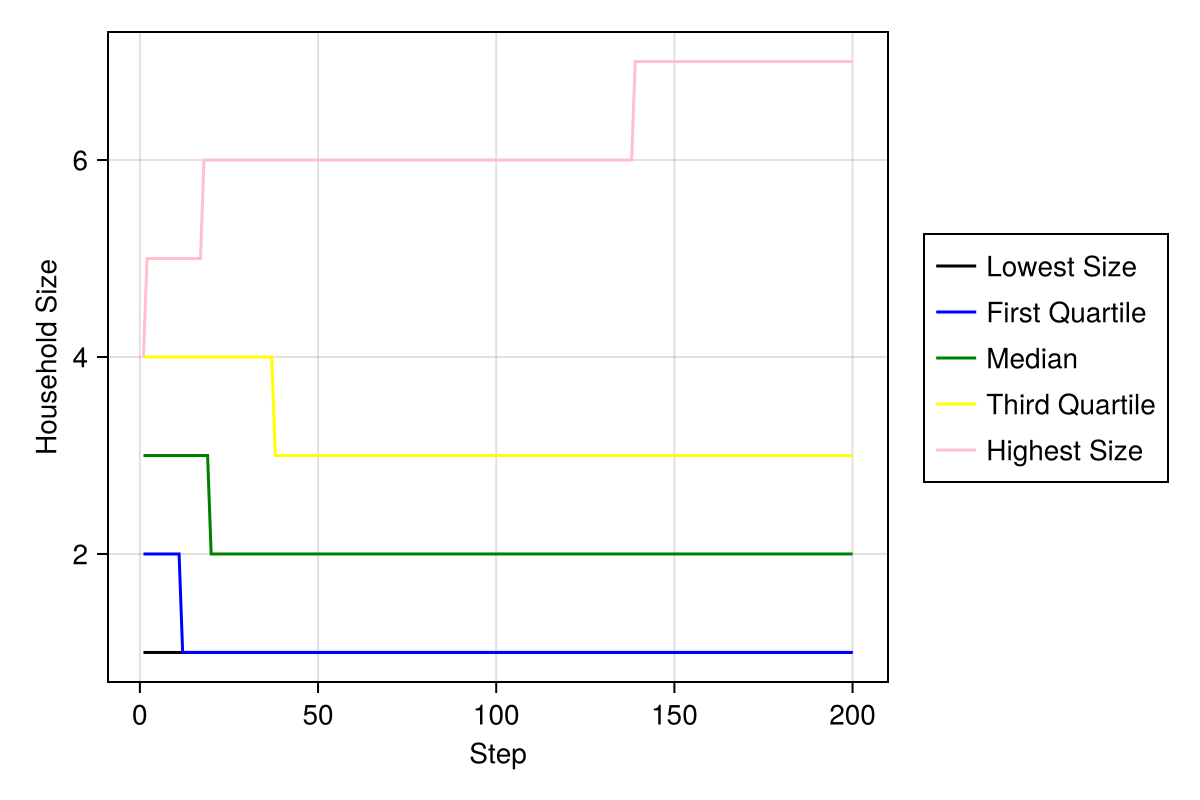 6
4
2
Household Size
0 50 100 150 200
Step
Lowest Size
First Quartile
Median
Third Quartile
Highest Size